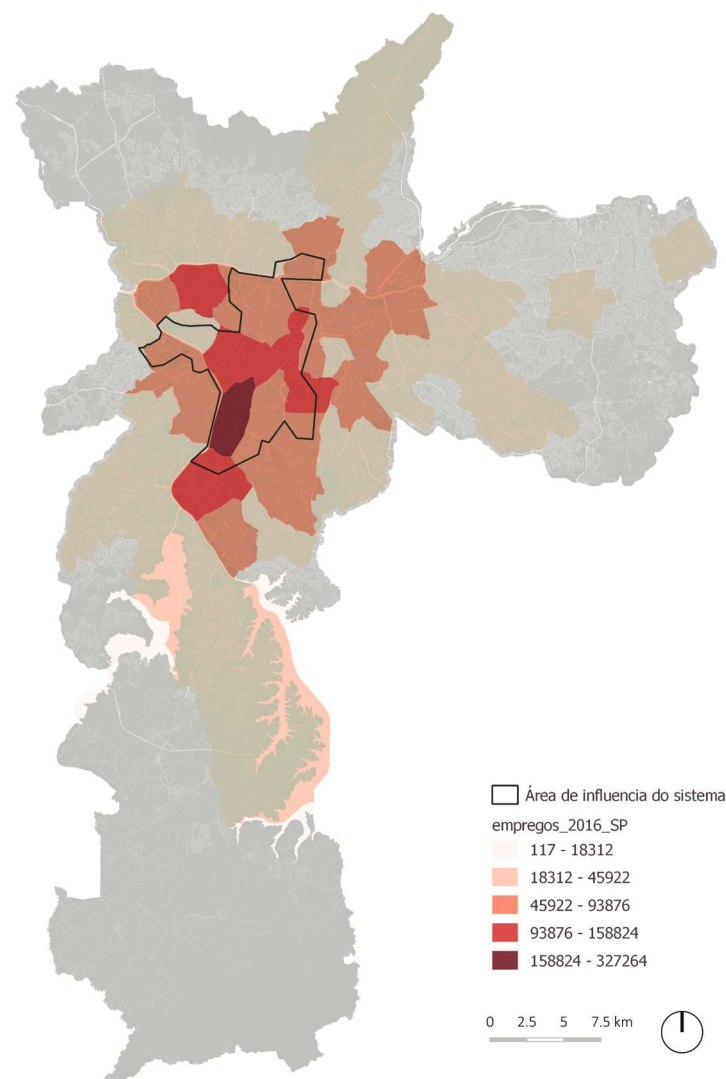 Área de influencia do sistema
empregos_2016_SP
117 - 18312
18312 - 45922
45922 - 93876
93876 - 158824
158824 - 327264
0 2.5 5 7.5 km